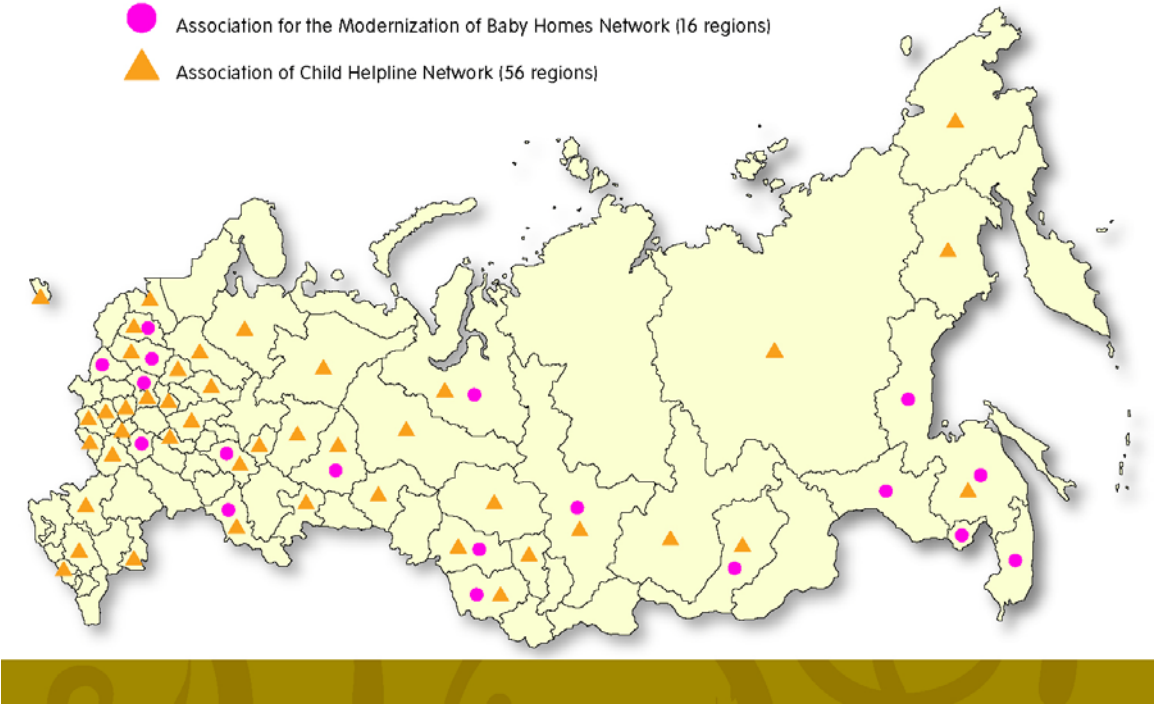 Association for the Modernization of Baby Homes Network (16 regions)
Association of Child Helpline Network (56 regions)